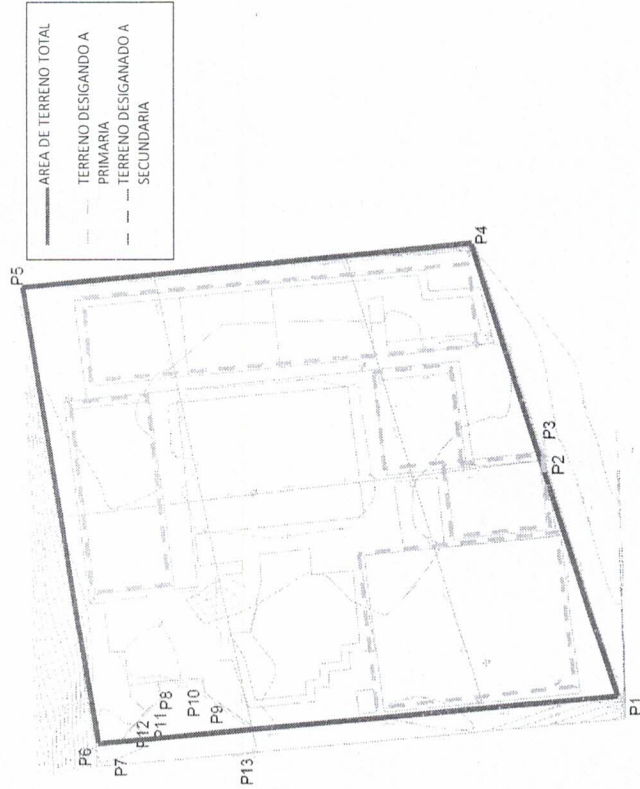 AREA DE TERRENO TOTAL
TERRENO DESIGANDO A
PRIMARIA
TERRENO DESIGANADO A
SECUNDARIA
P5
P4
P3
P2
P1
P6
P7
P12
P11
P8
P10
P9
P13